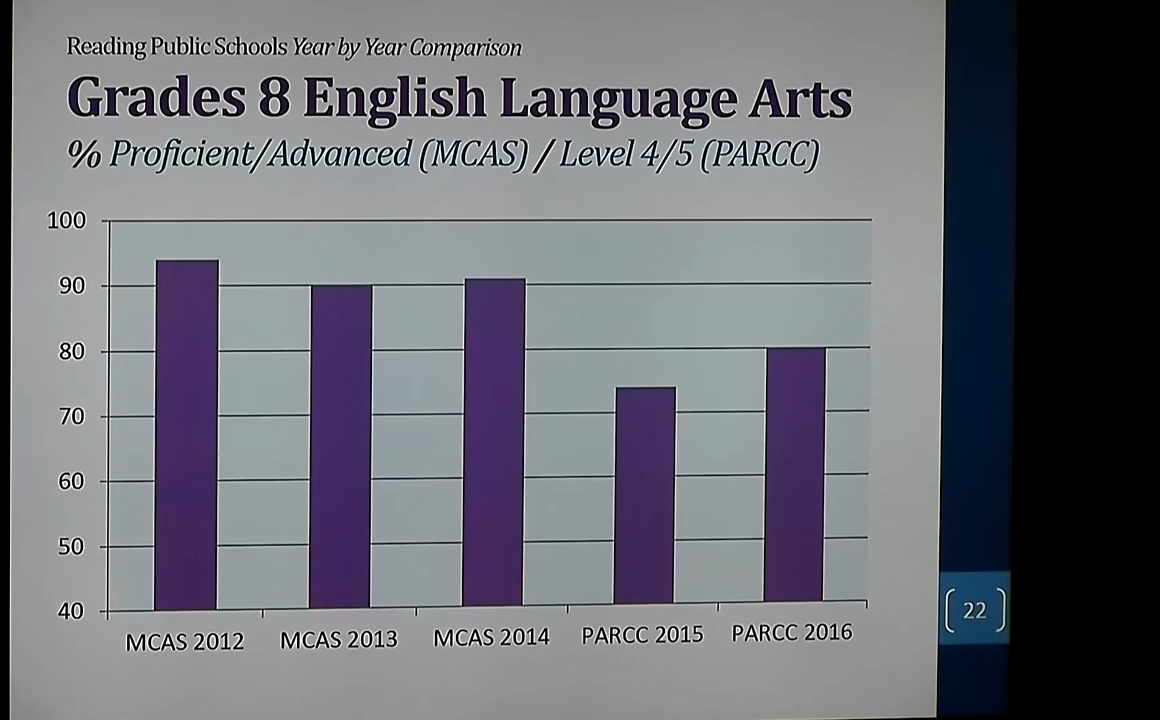 Reading Public Schools Year by Year Comparison
Grades 8 English Language Arts
% Proficient/Advanced (MCAS) / Level 4/5 (PARCC)
100
90
80
70
60
50
40
MCAS 2012 MCAS 2013 MCAS 2014 PARCC 2015 PARCC 2016
22